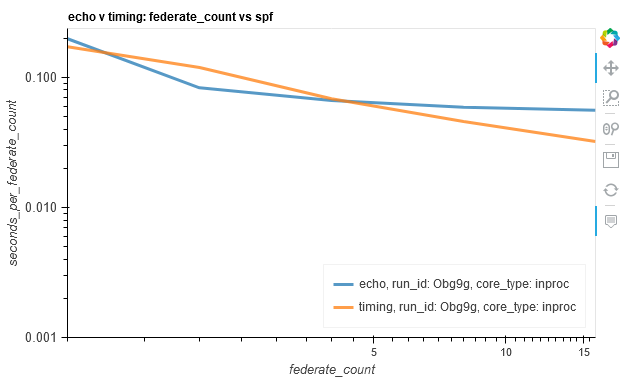 echo v timing: federate_count vs spf
seconds_per_federate_count
0.100
0.010
0.001
echo, run_id: Obg9g, core_type: inproc
timing, run_id: Obg9g, core_type: inproc
5
10
15
federate_count